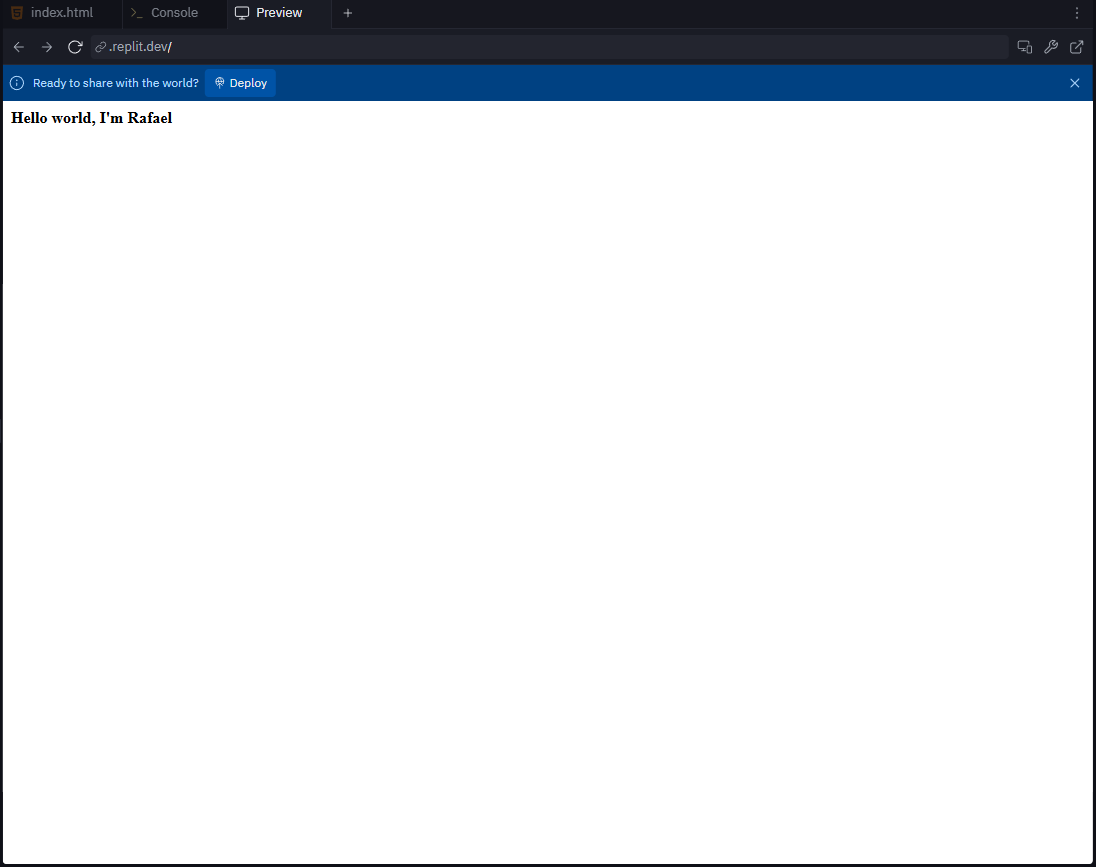 index.html
>_ Console
Preview
+
.replit.dev/
Ready to share with the world?
Deploy
Hello world, I'm Rafael